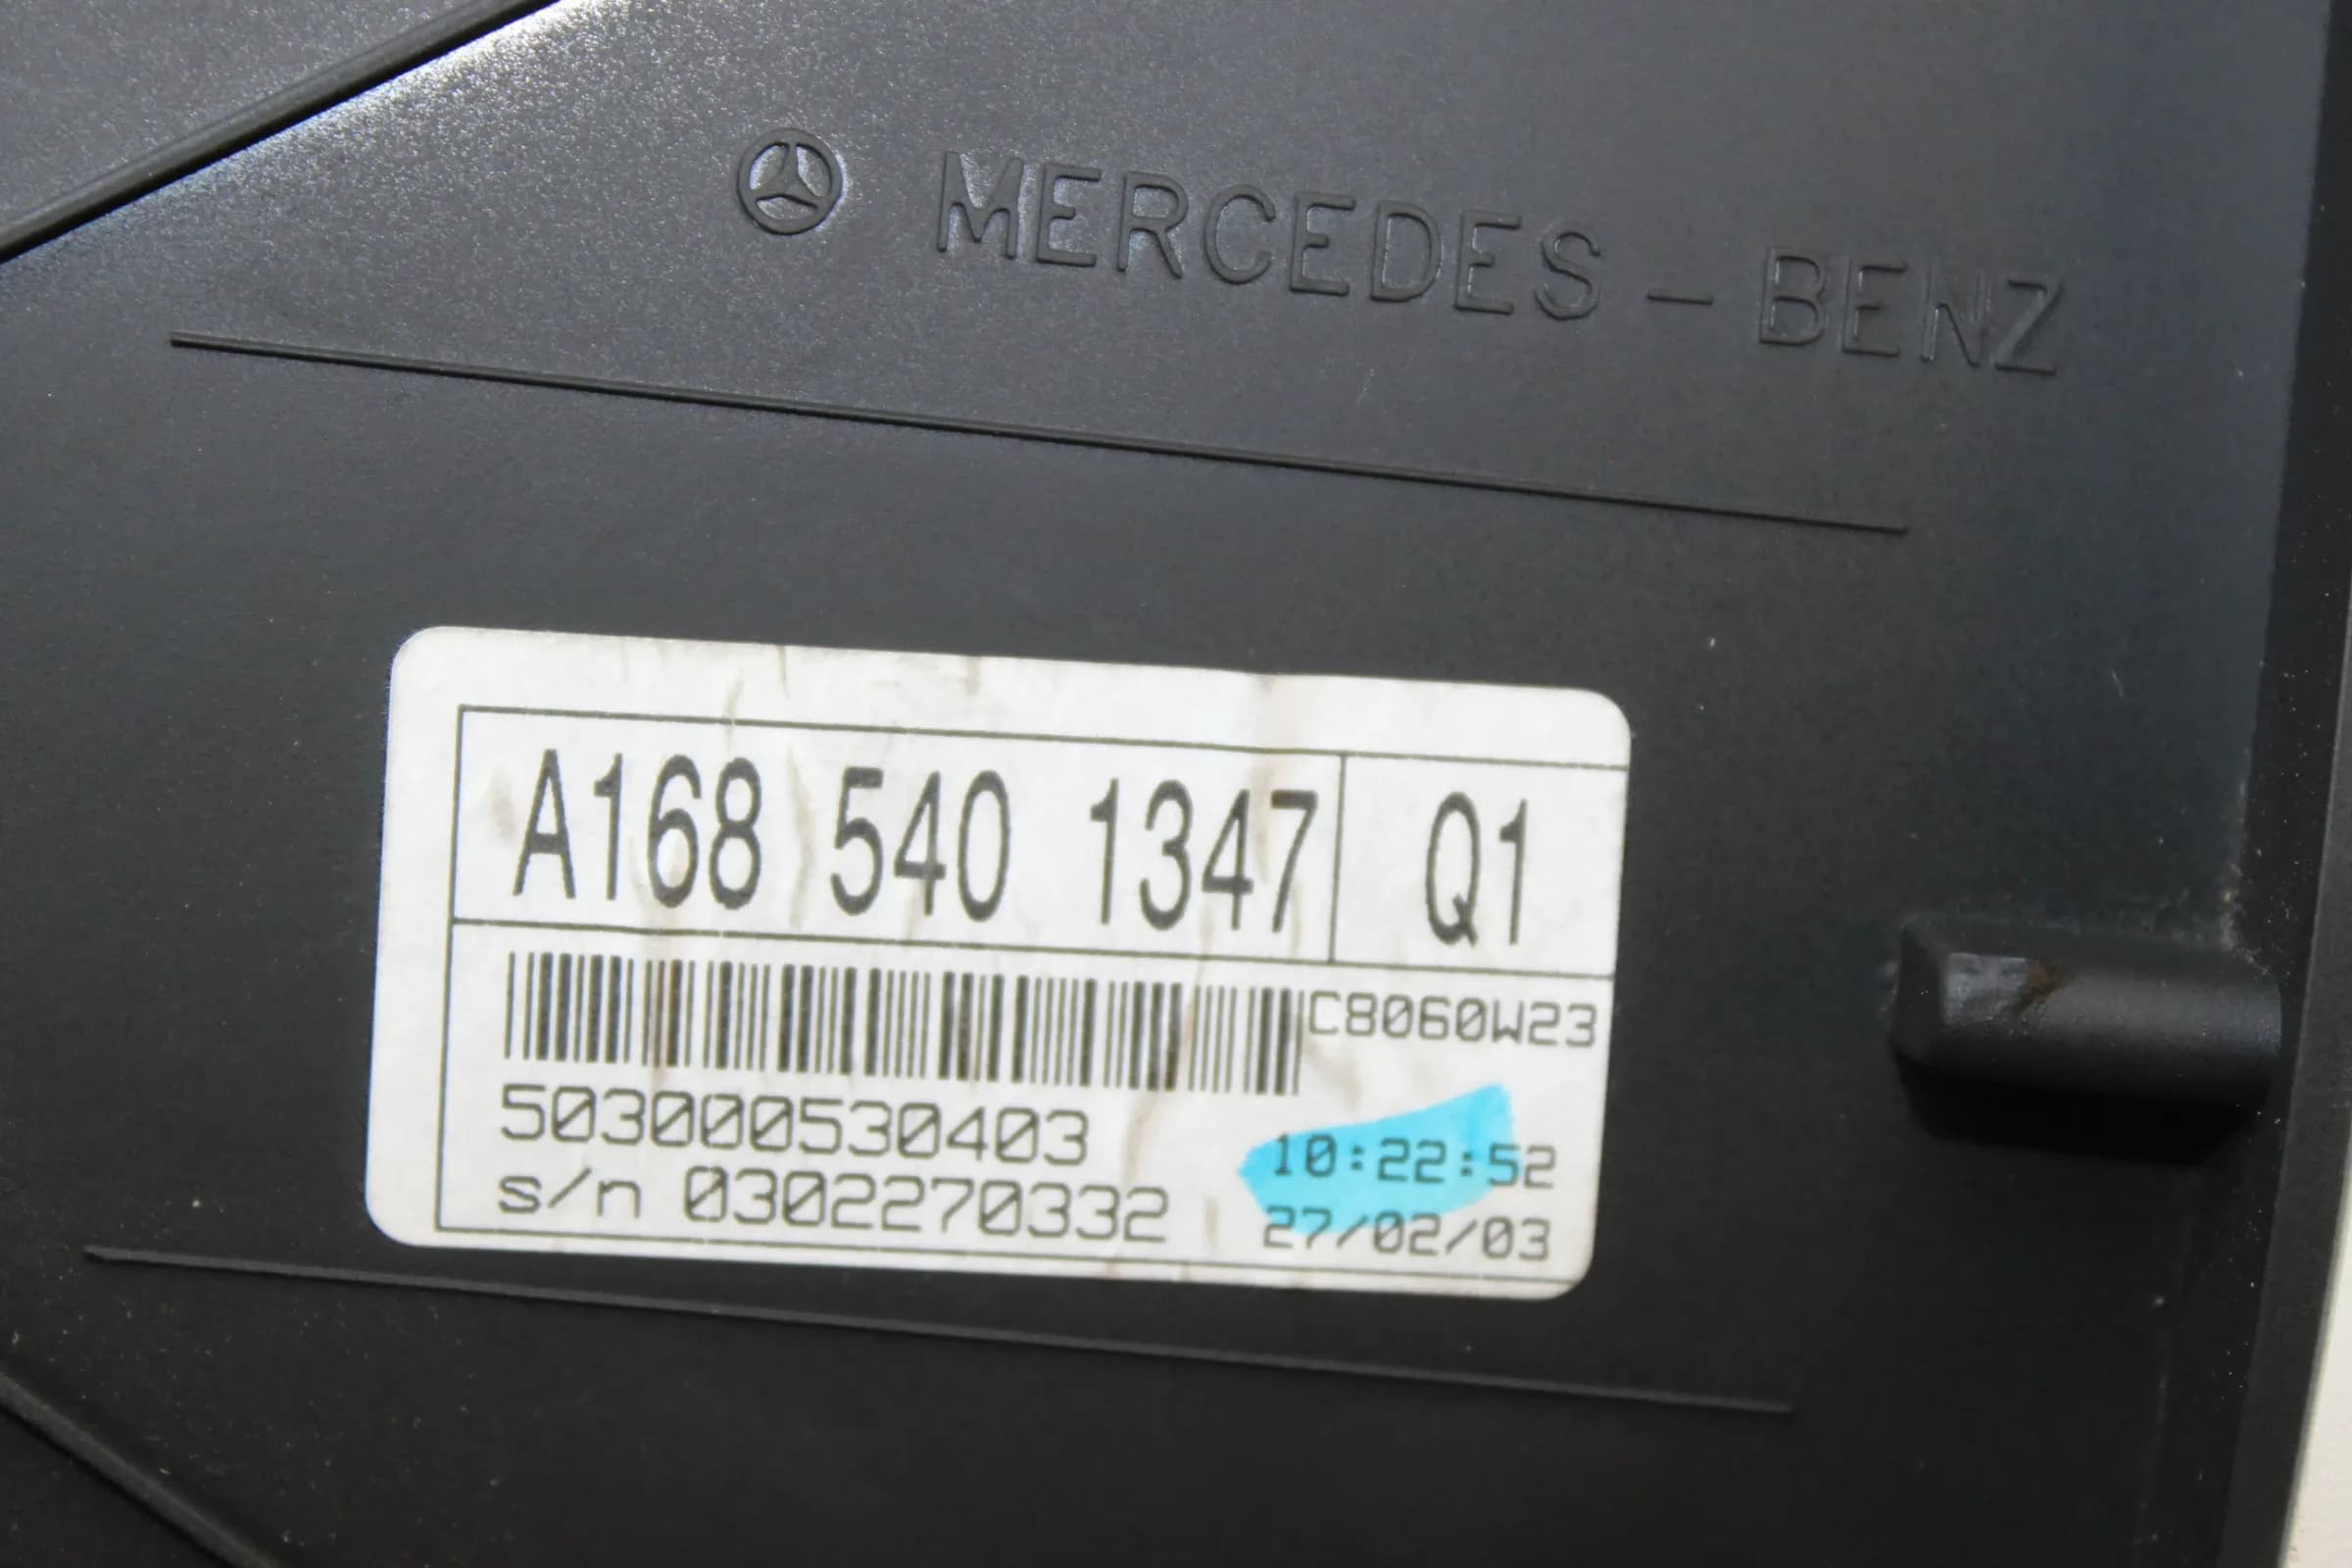 MERCEDES-BENZ
A168 540 1347 Q1
C8060W23
503000530403
10:22:52
s/n 0302270332
27/02/03